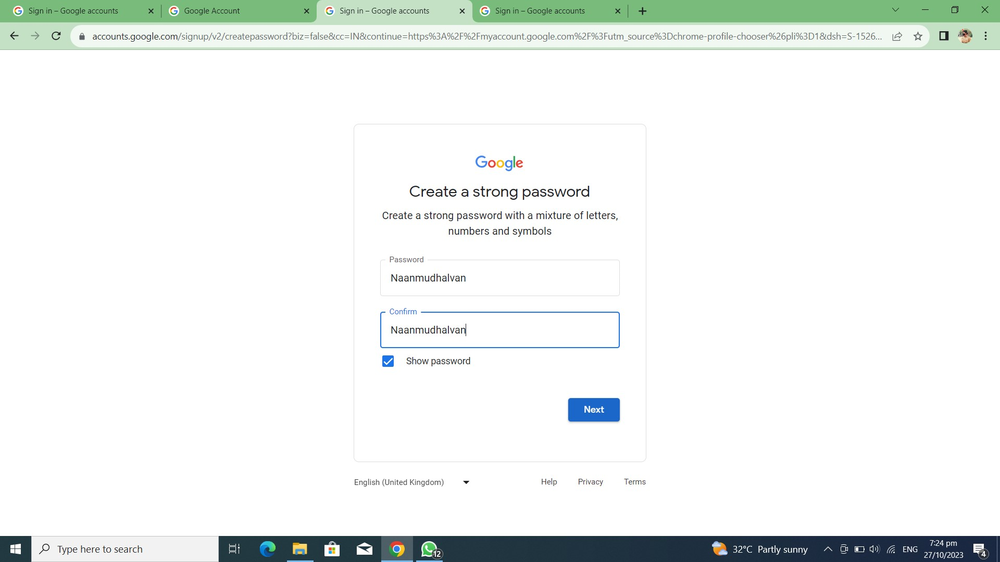 Sign in – Google accounts
Google Account
Sign in – Google accounts
Sign in – Google accounts
accounts.google.com/signup/v2/createpassword?biz=false&cc=IN&continue=https%3A%2F%2Fmyaccount.google.com%2F%3Futm_source%3Dchrome-profile-chooser%26pli%3D1&dsh=S-1526...
Google
Create a strong password
Create a strong password with a mixture of letters,
numbers and symbols
Password
Naanmudhalvan
Confirm
Naanmudhalvan
Show password
Next
English (United Kingdom)
Help
Privacy
Terms
Type here to search
12
32°C Partly sunny
ENG
7:24 pm
27/10/2023
4